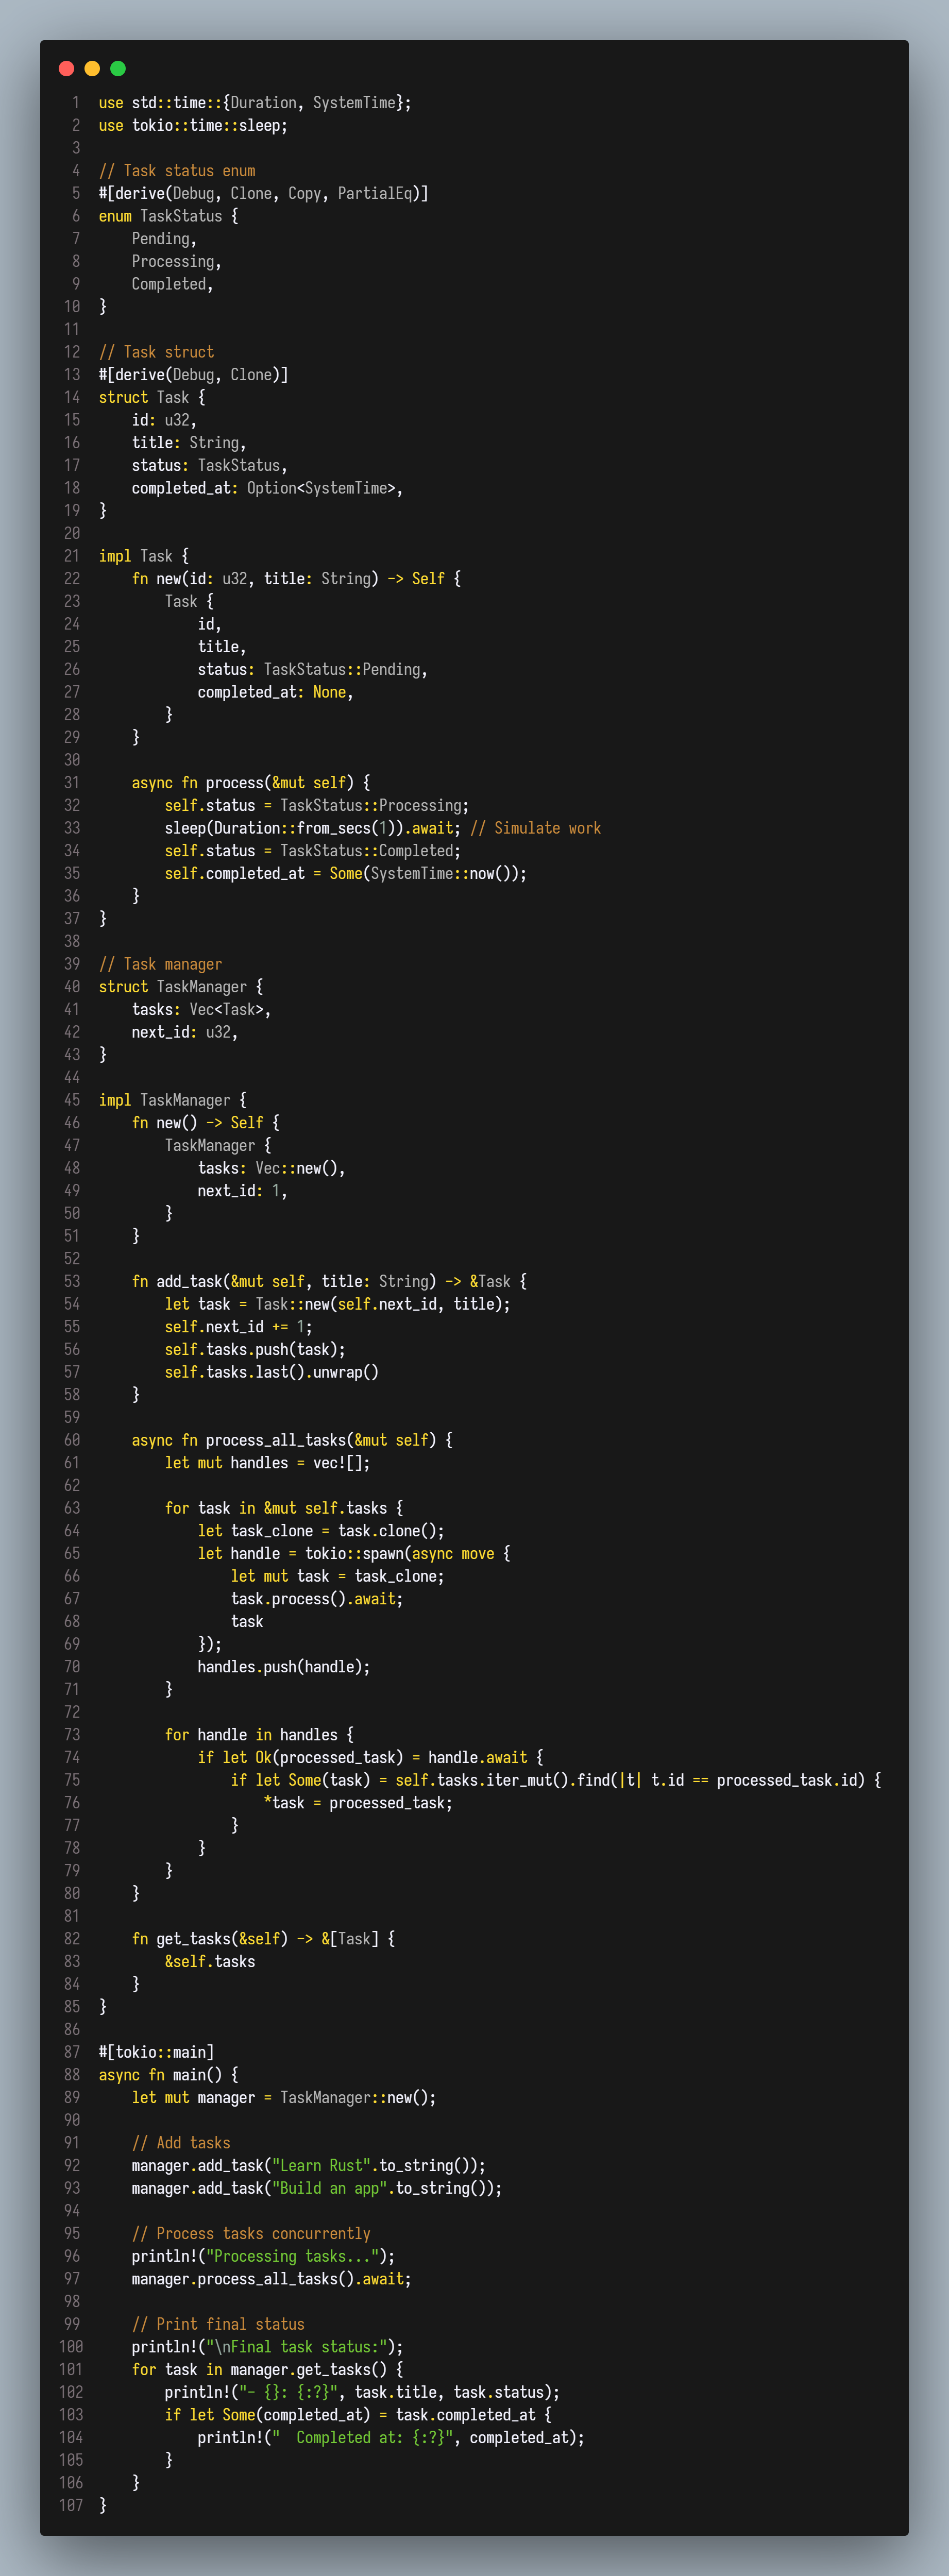 1 use std::time::{Duration, SystemTime};
2 use tokio::time::sleep;
3
4 // Task status enum
5 #[derive(Debug, Clone, Copy, PartialEq)]
6 enum TaskStatus {
7     Pending,
8     Processing,
9     Completed,
10 }
11
12 // Task struct
13 #[derive(Debug, Clone)]
14 struct Task {
15     id: u32,
16     title: String,
17     status: TaskStatus,
18     completed_at: Option<SystemTime>,
19 }
20
21 impl Task {
22     fn new(id: u32, title: String) -> Self {
23         Task {
24             id,
25             title,
26             status: TaskStatus::Pending,
27             completed_at: None,
28         }
29     }
30
31     async fn process(&mut self) {
32         self.status = TaskStatus::Processing;
33         sleep(Duration::from_secs(1)).await; // Simulate work
34         self.status = TaskStatus::Completed;
35         self.completed_at = Some(SystemTime::now());
36     }
37 }
38
39 // Task manager
40 struct TaskManager {
41     tasks: Vec<Task>,
42     next_id: u32,
43 }
44
45 impl TaskManager {
46     fn new() -> Self {
47         TaskManager {
48             tasks: Vec::new(),
49             next_id: 1,
50         }
51     }
52
53     fn add_task(&mut self, title: String) -> &Task {
54         let task = Task::new(self.next_id, title);
55         self.next_id += 1;
56         self.tasks.push(task);
57         self.tasks.last().unwrap()
58     }
59
60     async fn process_all_tasks(&mut self) {
61         let mut handles = vec![];
62
63         for task in &mut self.tasks {
64             let task_clone = task.clone();
65             let handle = tokio::spawn(async move {
66                 let mut task = task_clone;
67                 task.process().await;
68                 task
69             });
70             handles.push(handle);
71         }
72
73         for handle in handles {
74             if let Ok(processed_task) = handle.await {
75                 if let Some(task) = self.tasks.iter_mut().find(|t| t.id == processed_task.id) {
76                     *task = processed_task;
77                 }
78             }
79         }
80     }
81
82     fn get_tasks(&self) -> &[Task] {
83         &self.tasks
84     }
85 }
86
87 #[tokio::main]
88 async fn main() {
89     let mut manager = TaskManager::new();
90
91     // Add tasks
92     manager.add_task("Learn Rust".to_string());
93     manager.add_task("Build an app".to_string());
94
95     // Process tasks concurrently
96     println!("Processing tasks...");
97     manager.process_all_tasks().await;
98
99     // Print final status
100     println!("\nFinal task status:");
101     for task in manager.get_tasks() {
102         println!("- {}: {:?}", task.title, task.status);
103         if let Some(completed_at) = task.completed_at {
104             println!("  Completed at: {:?}", completed_at);
105         }
106     }
107 }